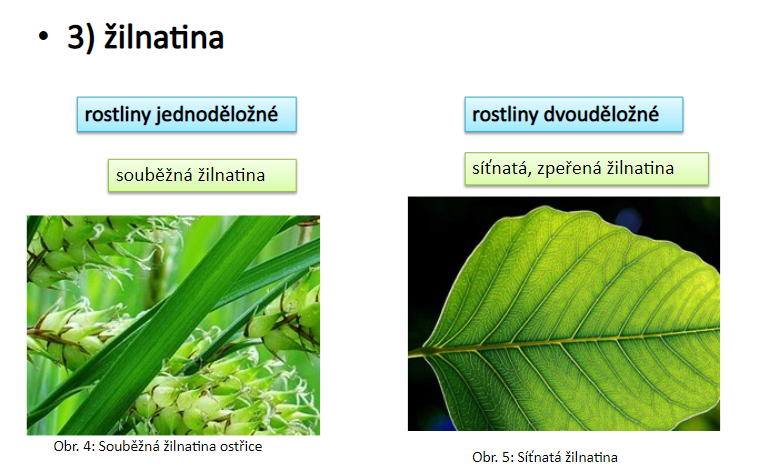 • 3) žilnatina
rostliny jednoděložné
rostliny dvouděložné
souběžná žilnatina
síťnatá, zpeřená žilnatina
Obr. 4: Souběžná žilnatina ostřice
Obr. 5: Síťnatá žilnatina